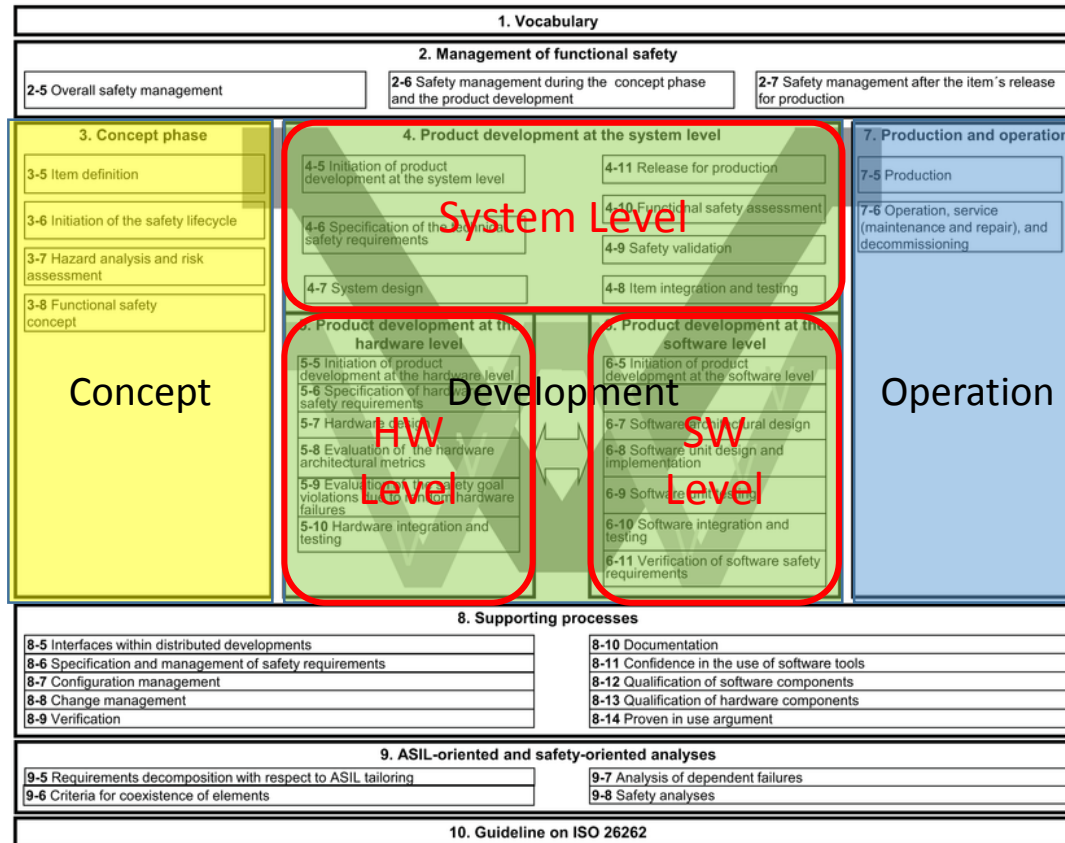 1. Vocabulary
2. Management of functional safety
2-5 Overall safety management
2-6 Safety management during the concept phase
and the product development
2-7 Safety management after the item´s release
for production
3. Concept phase
3-5 Item definition
3-6 Initiation of the safety lifecycle
3-7 Hazard analysis and risk
assessment
3-8 Functional safety
concept
Concept
4. Product development at the system level
4-5 Initiation of product
development at the system level
4-6 Specification of the technical
safety requirements
4-7 System design
4-11 Release for production
4-10 Functional safety assessment
4-9 Safety validation
4-8 Item integration and testing
System Level
5. Product development at the
hardware level
5-5 Initiation of product
development at the hardware level
5-6 Specification of hardware
safety requirements
5-7 Hardware design
5-8 Evaluation of the hardware
architectural metrics
5-9 Evaluation of the safety goal
violations due to random hardware
failures
5-10 Hardware integration and
testing
HW
Level
Development
6. Product development at the
software level
6-5 Initiation of product
development at the software level
6-7 Software architectural design
6-8 Software unit design and
implementation
6-9 Software unit testing
6-10 Software integration and
testing
6-11 Verification of software safety
requirements
SW
Level
7. Production and operation
7-5 Production
7-6 Operation, service
(maintenance and repair), and
decommissioning
Operation
8. Supporting processes
8-5 Interfaces within distributed developments
8-6 Specification and management of safety requirements
8-7 Configuration management
8-8 Change management
8-9 Verification
8-10 Documentation
8-11 Confidence in the use of software tools
8-12 Qualification of software components
8-13 Qualification of hardware components
8-14 Proven in use argument
9. ASIL-oriented and safety-oriented analyses
9-5 Requirements decomposition with respect to ASIL tailoring
9-6 Criteria for coexistence of elements
9-7 Analysis of dependent failures
9-8 Safety analyses
10. Guideline on ISO 26262